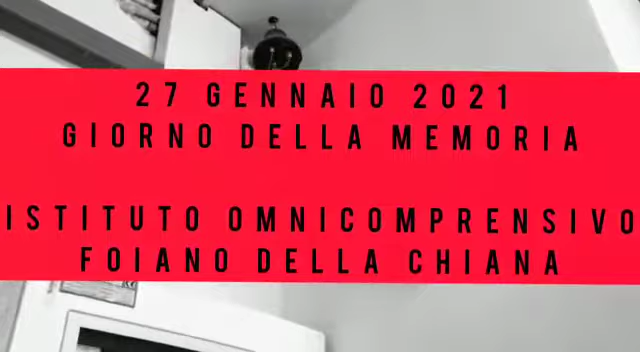 27 GENNAIO 2021
GIORNO DELLA MEMORIA
ISTITUTO OMNICOMPRENSIVO
FOIANO DELLA CHIANA